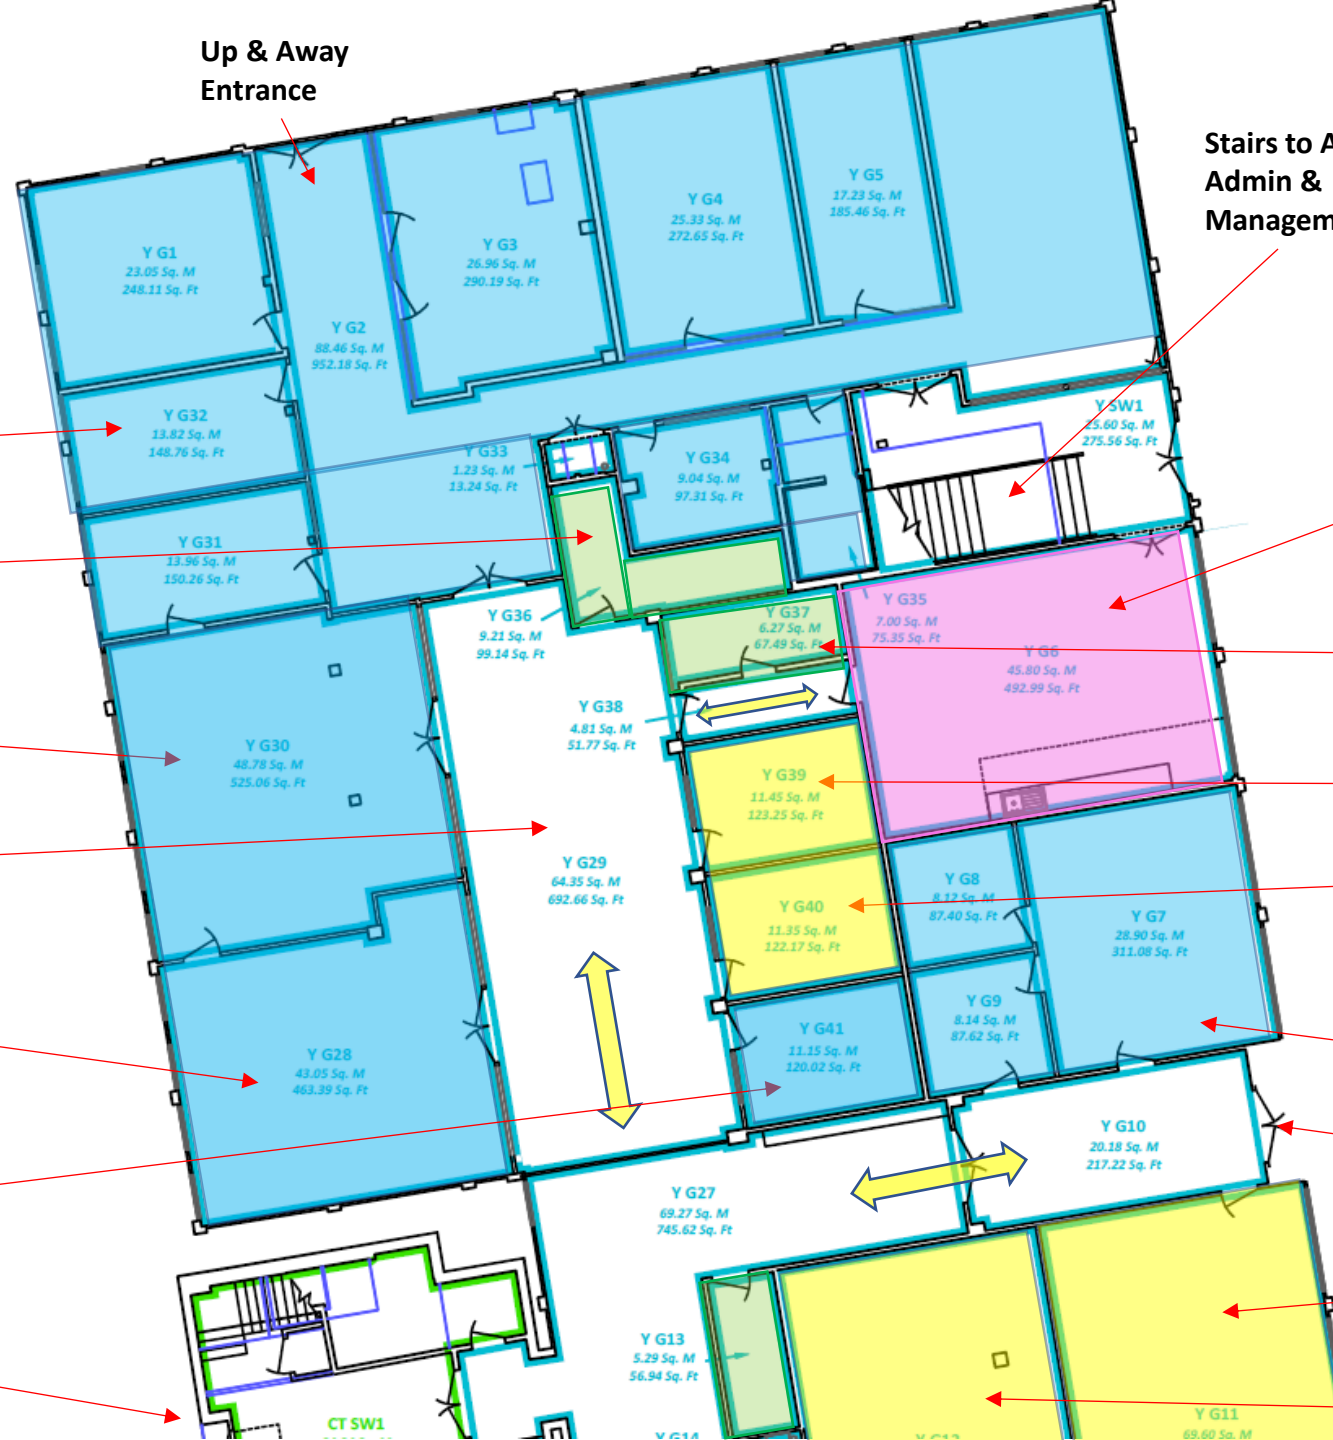 Up & Away
Entrance
Stairs to A
Admin &
Managem
Y G1
23.05 Sq. M
248.11 Sq. Ft
Y G2
88.46 Sq. M
952.18 Sq. Ft
Y G3
26.96 Sq. M
290.19 Sq. Ft
Y G4
25.33 Sq. M
272.65 Sq. Ft
Y G5
17.23 Sq. M
185.46 Sq. Ft
Y G32
13.82 Sq. M
148.76 Sq. Ft
Y G33
1.23 Sq. M
13.24 Sq. Ft
Y G34
9.04 Sq. M
97.31 Sq. Ft
Y SW1
25.60 Sq. M
275.56 Sq. Ft
Y G31
13.96 Sq. M
150.26 Sq. Ft
Y G36
9.21 Sq. M
99.14 Sq. Ft
Y G37
6.27 Sq. M
67.49 Sq. Ft
Y G35
7.00 Sq. M
75.35 Sq. Ft
Y G6
45.80 Sq. M
492.99 Sq. Ft
Y G38
4.81 Sq. M
51.77 Sq. Ft
Y G30
48.78 Sq. M
525.06 Sq. Ft
Y G39
11.45 Sq. M
123.25 Sq. Ft
Y G29
64.35 Sq. M
692.66 Sq. Ft
Y G40
11.35 Sq. M
122.17 Sq. Ft
Y G8
8.12 Sq. M
87.40 Sq. Ft
Y G7
28.90 Sq. M
311.08 Sq. Ft
Y G9
8.14 Sq. M
87.62 Sq. Ft
Y G41
11.15 Sq. M
120.02 Sq. Ft
Y G28
43.05 Sq. M
463.39 Sq. Ft
Y G10
20.18 Sq. M
217.22 Sq. Ft
Y G27
69.27 Sq. M
745.62 Sq. Ft
Y G13
5.29 Sq. M
56.94 Sq. Ft
Y G11
69.60 Sq. M
CT SW1
Y G14
Y G12